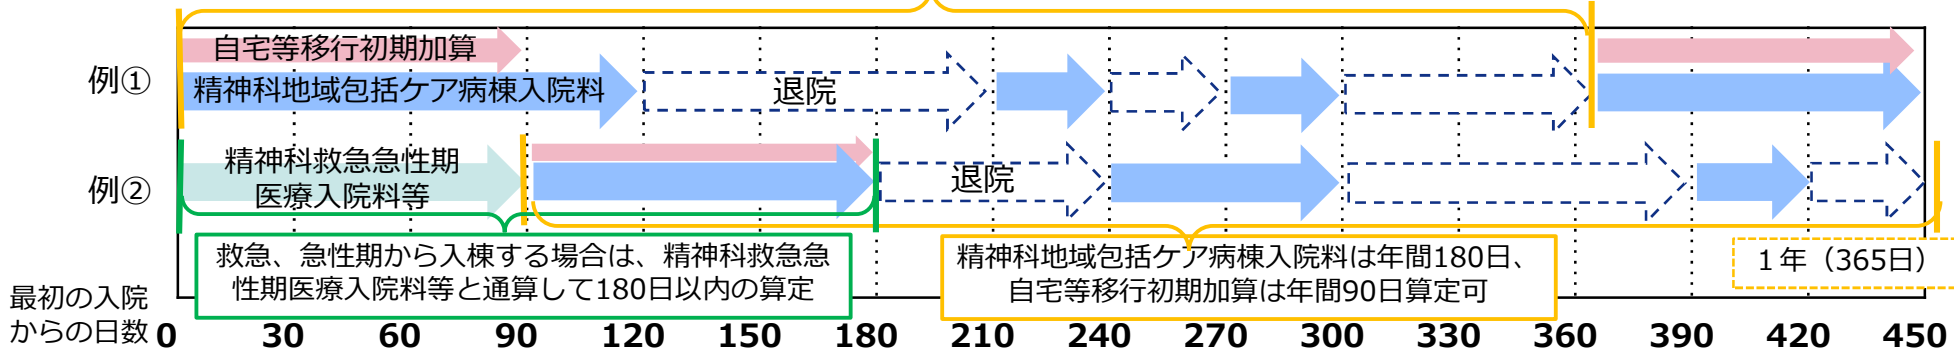 例①
自宅等移行初期加算
精神科地域包括ケア病棟入院料
退院
例②
精神科救急急性期
医療入院料等
退院
救急、急性期から入棟する場合は、精神科救急急
性期医療入院料等と通算して180日以内の算定
精神科地域包括ケア病棟入院料は年間180日、
自宅等移行初期加算は年間90日算定可
1年（365日）
最初の入院
からの日数
0 30 60 90 120 150 180 210 240 270 300 330 360 390 420 450